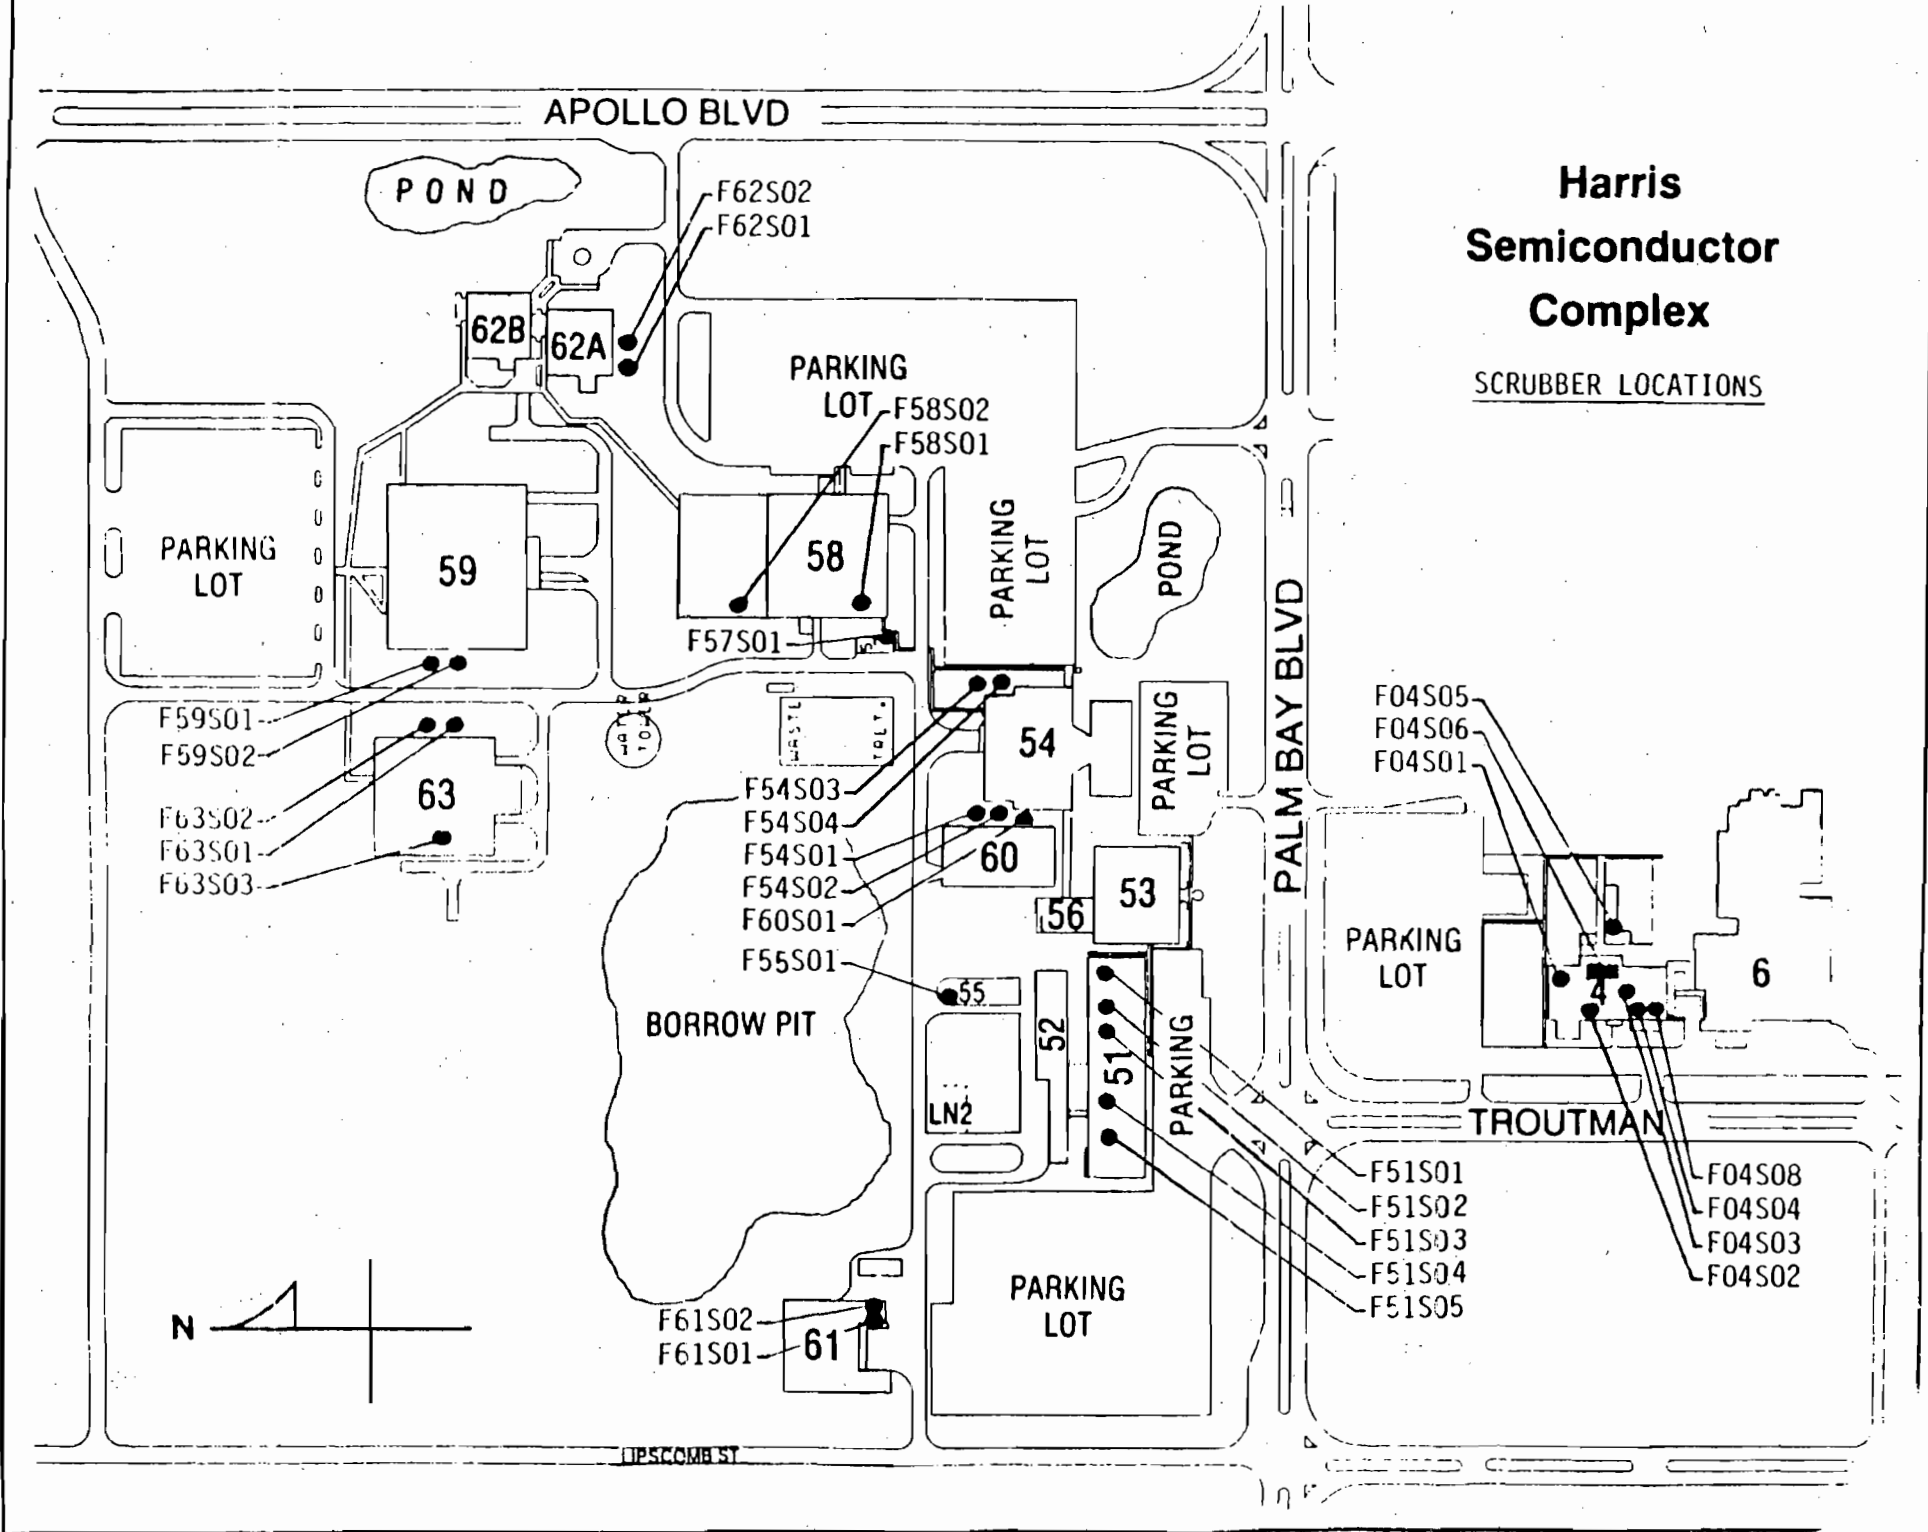 APOLLO BLVD
Harris
Semiconductor
Complex
SCRUBBER LOCATIONS
POND
F62S02
F62S01
62B
62A
PARKING
LOT
F58S02
F58S01
PARKING
LOT
59
58
PARKING
LOT
POND
PALM BAY BLVD
F57S01
F59S01
F59S02
WATER
TOWER
54
PARKING
LOT
F04S05
F04S06
F04S01
63
F63S02
F63S01
F63S03
F54S03
F54S04
F54S01
F54S02
F60S01
F55S01
60
53
56
55
PARKING
LOT
4
6
BORROW PIT
52
51
PARKING
LN2
TROUTMAN
F51S01
F51S02
F51S03
F51S04
F51S05
F04S08
F04S04
F04S03
F04S02
N
F61S02
F61S01
61
PARKING
LOT
LIPSCOMB ST